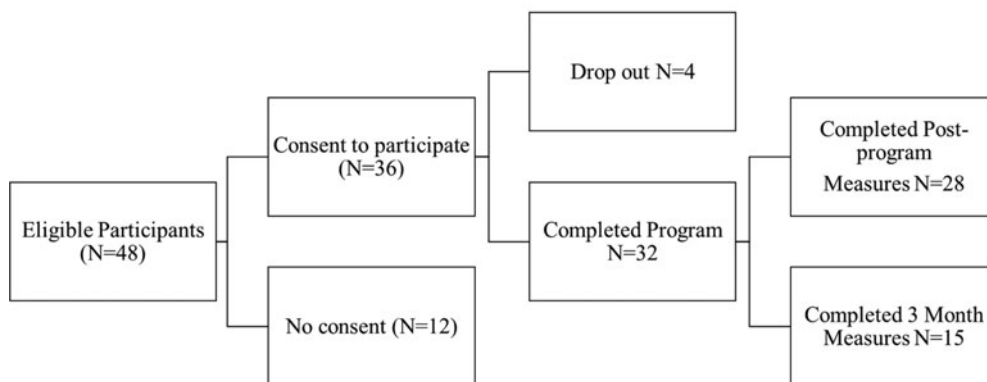 Eligible Participants
(N=48)
Consent to participate
(N=36)
No consent (N=12)
Drop out N=4
Completed Program
N=32
Completed Post-
program
Measures N=28
Completed 3 Month
Measures N=15